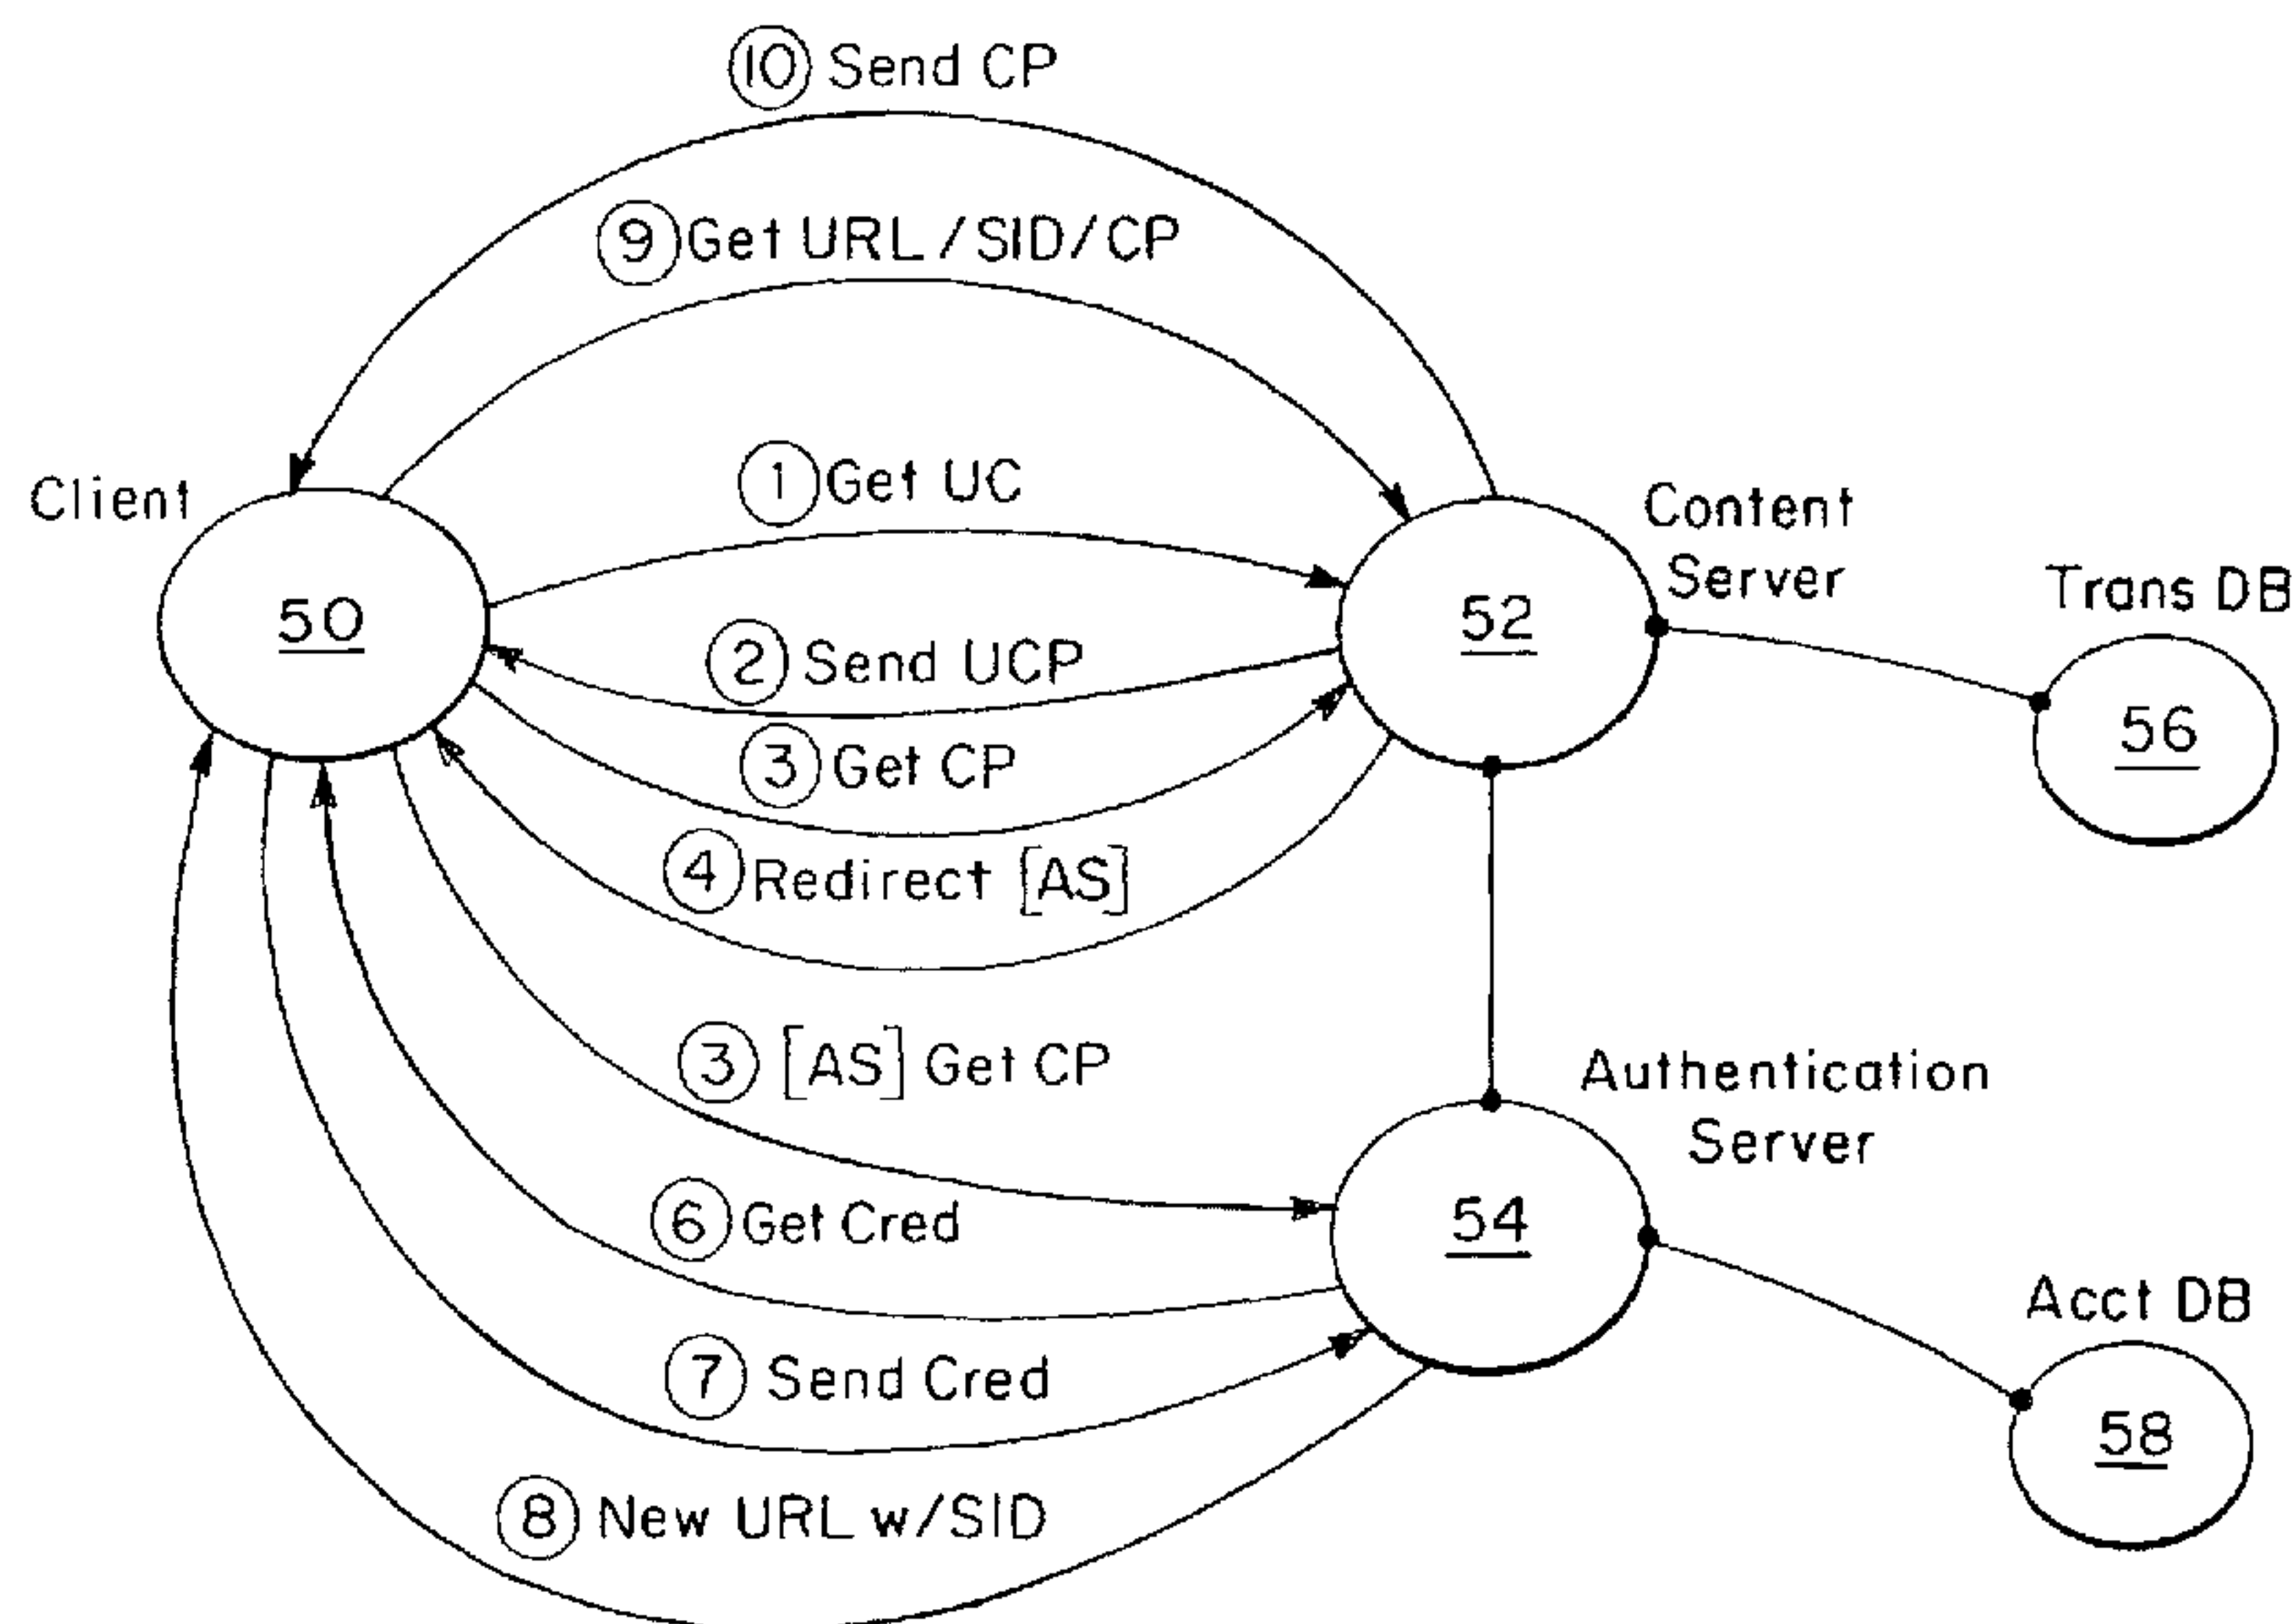 ⑩ Send CP
⑨ Get URL/SID/CP
① Get UC
Client
Content
Server
50
52
Trans DB
② Send UCP
56
③ Get CP
④ Redirect [AS]
③ [AS] Get CP
Authentication
Server
⑥ Get Cred
54
Acct DB
⑦ Send Cred
58
⑧ New URL w/SID